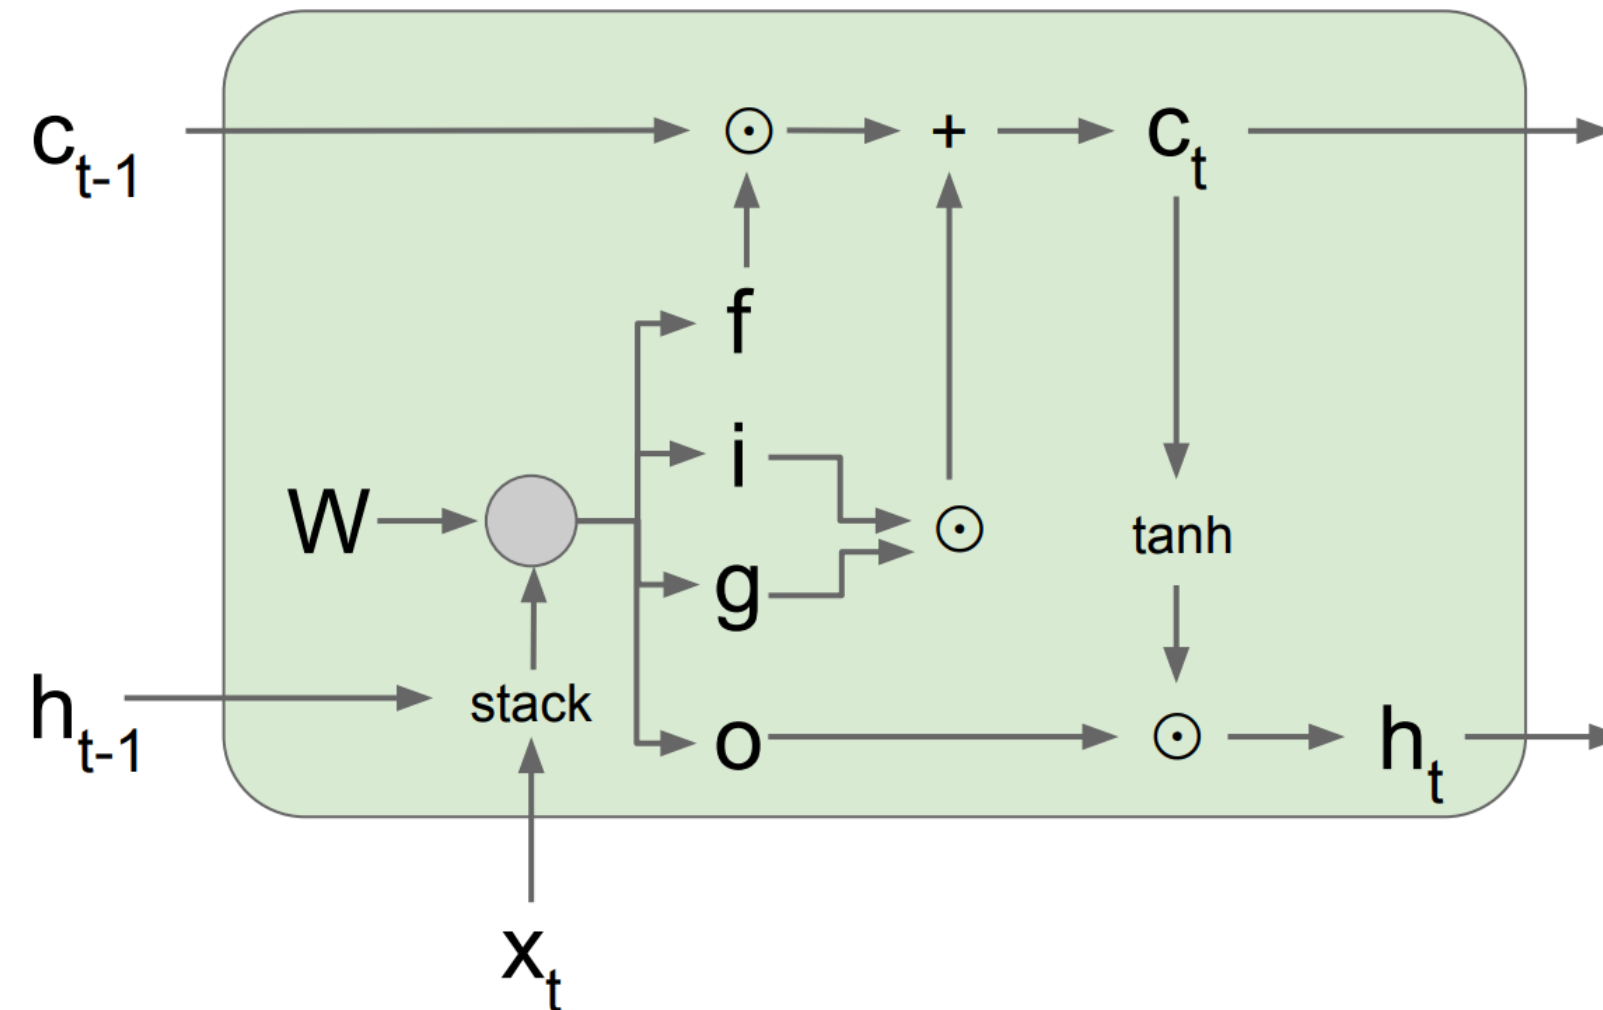 c_{t-1} ⊙ + c_t
f
i
W ⊙ tanh
g
h_{t-1} stack
o ⊙ h_t
x_t